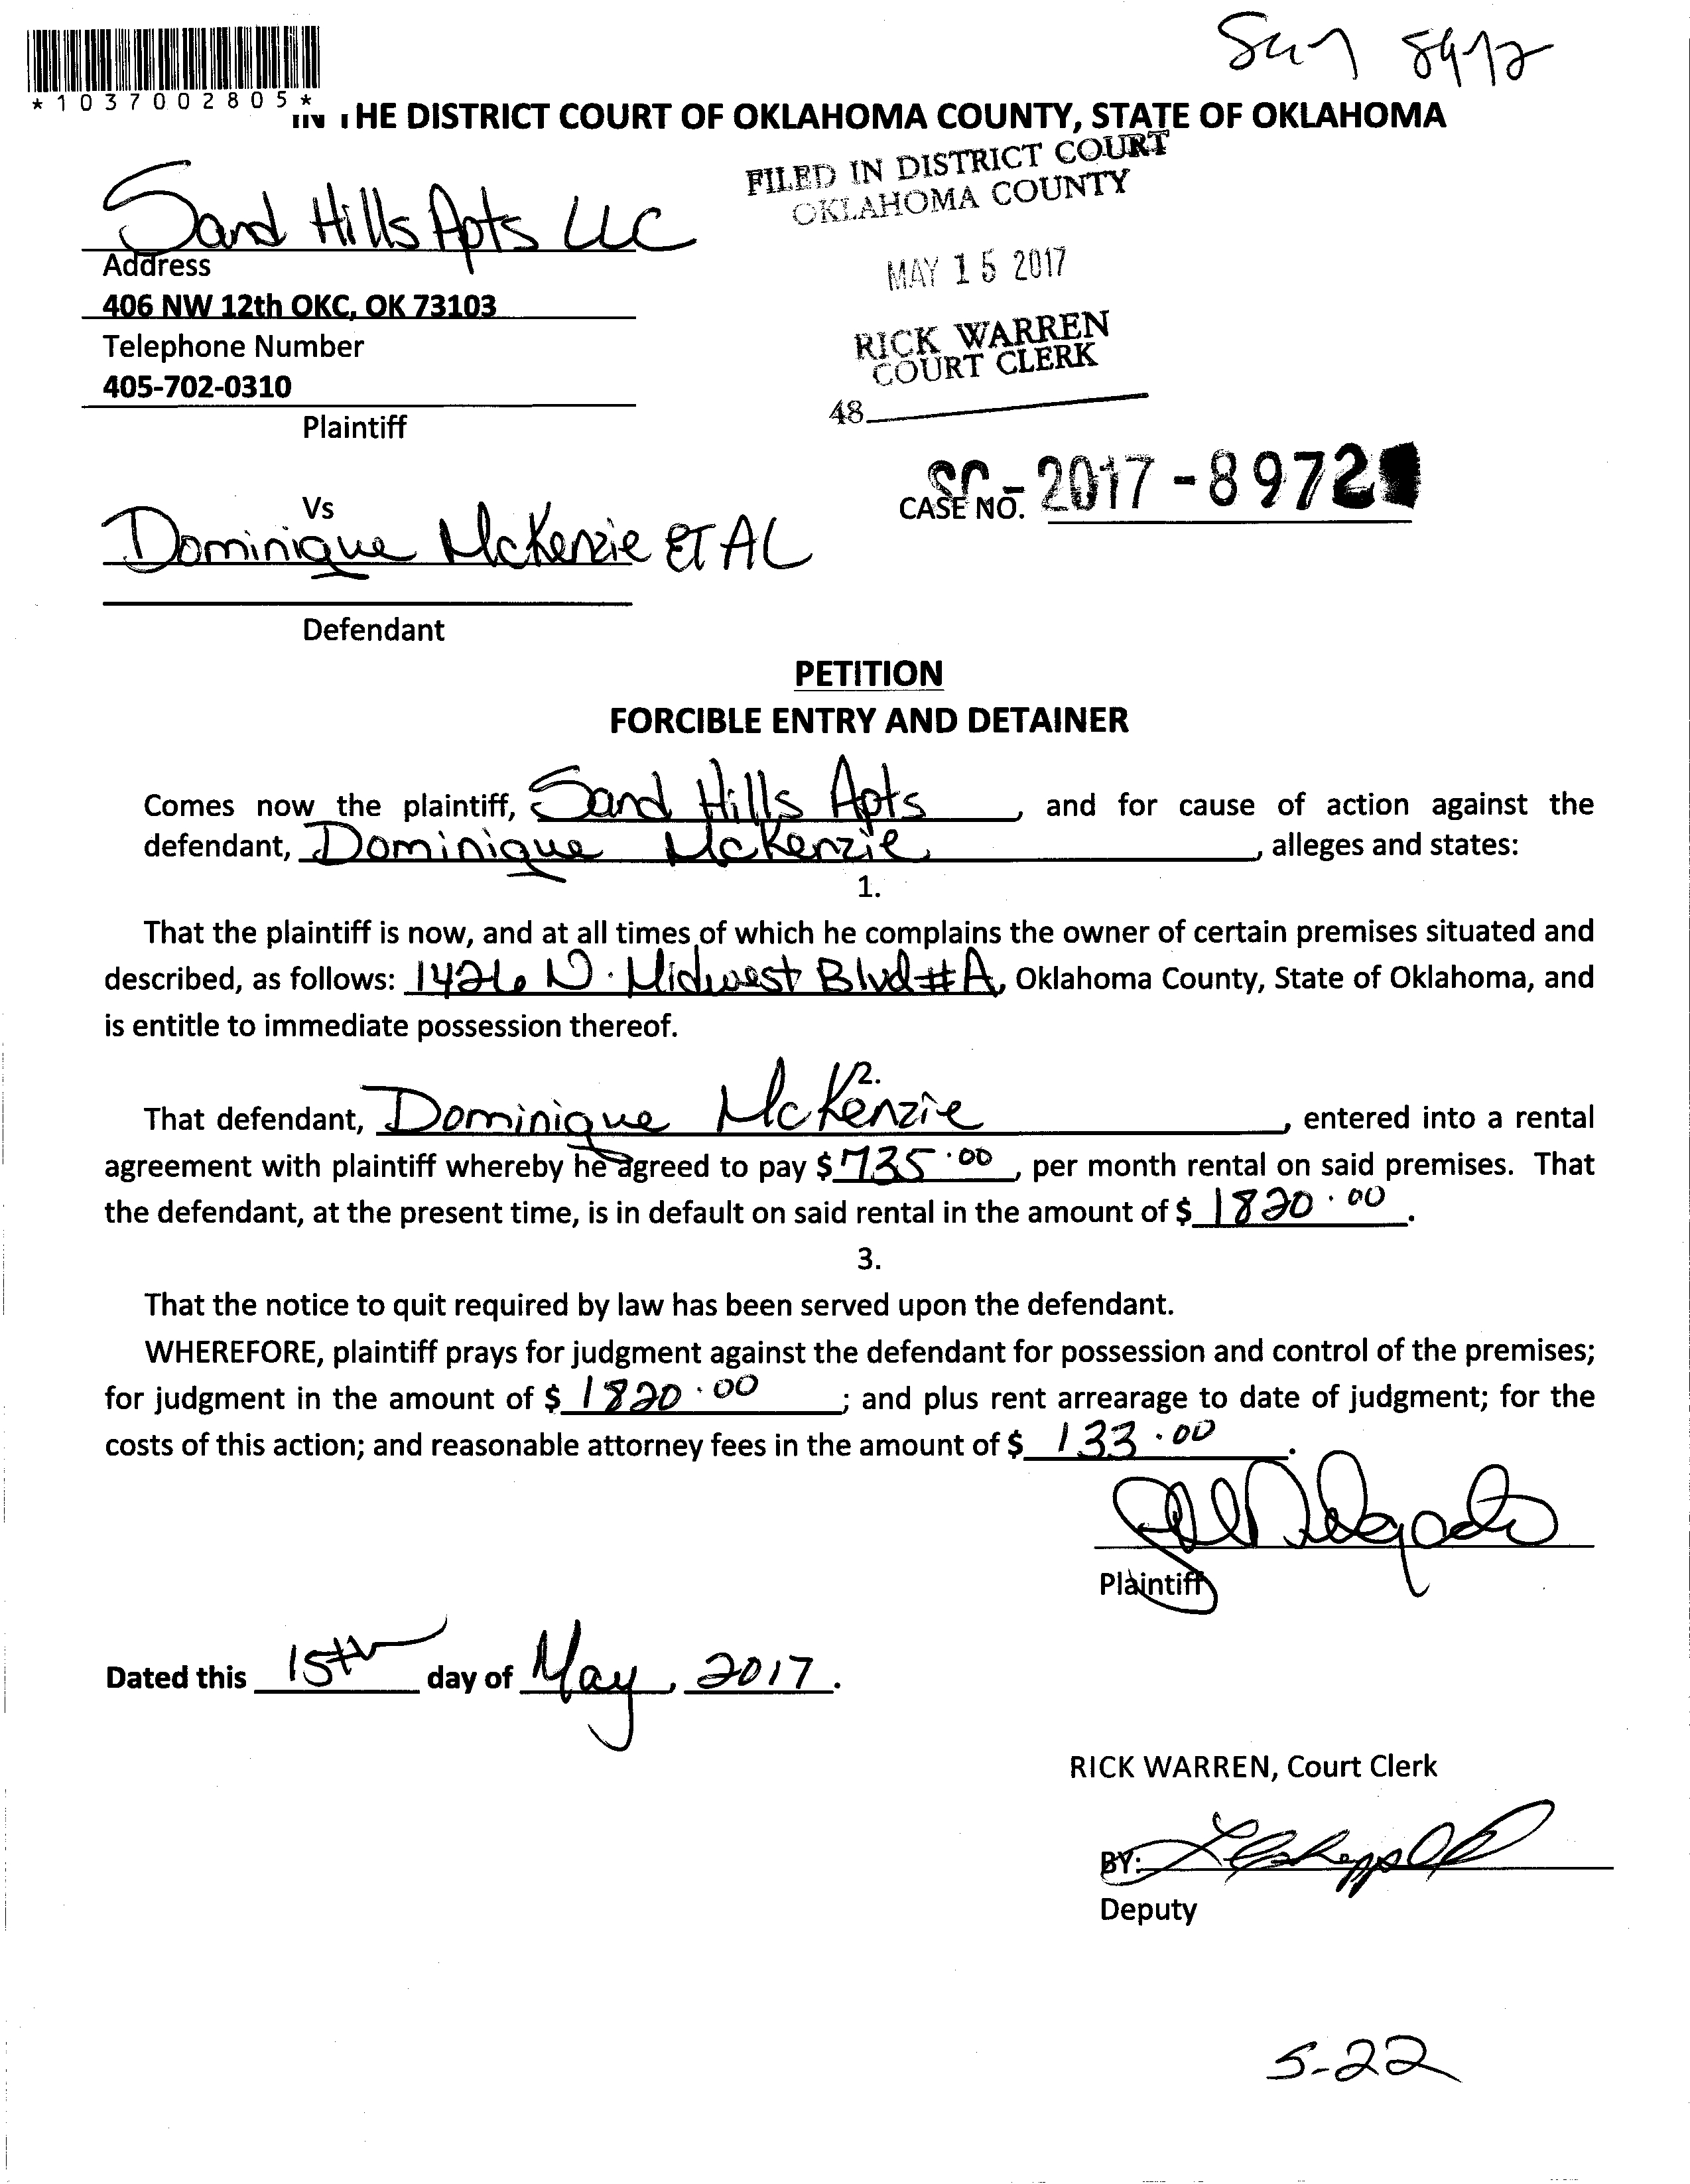 *1037002805*
IN THE DISTRICT COURT OF OKLAHOMA COUNTY, STATE OF OKLAHOMA
FILED IN DISTRICT COURT
OKLAHOMA COUNTY
MAY 15 2017
RICK WARREN
COURT CLERK
48
Sand Hills Apts LLC
Address
406 NW 12th OKC, OK 73103
Telephone Number
405-702-0310
Plaintiff
CASE NO. SC-2017-8972
Vs
Dominique McKenzie ET AL
Defendant
PETITION
FORCIBLE ENTRY AND DETAINER
Comes now the plaintiff, Sand Hills Apts, and for cause of action against the
defendant, Dominique McKenzie, alleges and states:
1.
That the plaintiff is now, and at all times of which he complains the owner of certain premises situated and
described, as follows: 1426 N. Midwest Blvd #A, Oklahoma County, State of Oklahoma, and
is entitle to immediate possession thereof.
2.
That defendant, Dominique McKenzie, entered into a rental
agreement with plaintiff whereby he agreed to pay $735.00, per month rental on said premises. That
the defendant, at the present time, is in default on said rental in the amount of $1820.00.
3.
That the notice to quit required by law has been served upon the defendant.
WHEREFORE, plaintiff prays for judgment against the defendant for possession and control of the premises;
for judgment in the amount of $1820.00; and plus rent arrearage to date of judgment; for the
costs of this action; and reasonable attorney fees in the amount of $133.00.
Plaintiff
Dated this 15th day of May, 2017.
RICK WARREN, Court Clerk
BY:
Deputy
5-22